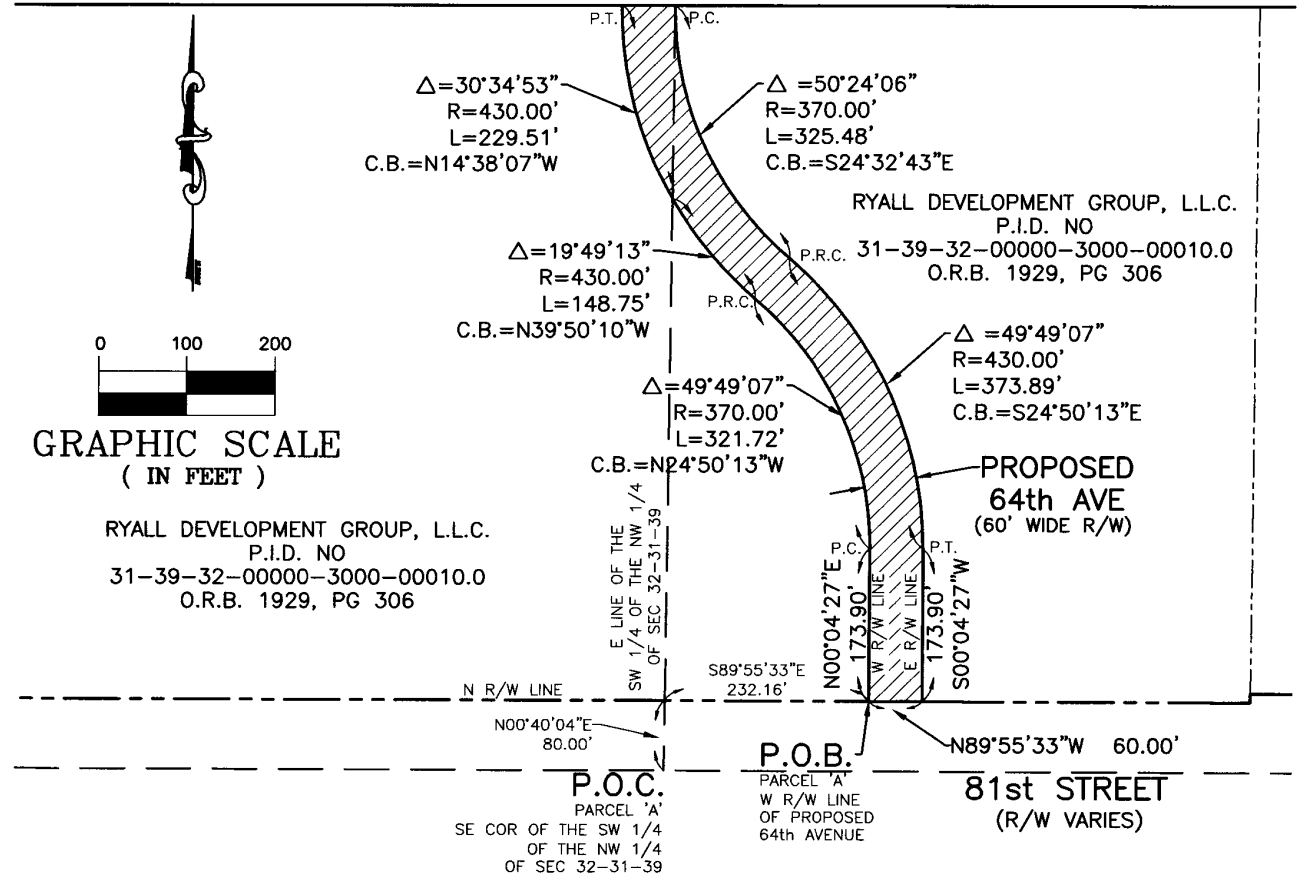 P.T.
P.C.
△=30°34'53"
R=430.00'
L=229.51'
C.B.=N14°38'07"W
△ =50°24'06"
R=370.00'
L=325.48'
C.B.=S24°32'43"E
RYALL DEVELOPMENT GROUP, L.L.C.
P.I.D. NO
31-39-32-00000-3000-00010.0
O.R.B. 1929, PG 306
△=19°49'13"
R=430.00'
L=148.75'
C.B.=N39°50'10"W
P.R.C.
P.R.C.
0 100 200
GRAPHIC SCALE
( IN FEET )
△ =49°49'07"
R=430.00'
L=373.89'
C.B.=S24°50'13"E
△=49°49'07"
R=370.00'
L=321.72'
C.B.=N24°50'13"W
PROPOSED
64th AVE
(60' WIDE R/W)
RYALL DEVELOPMENT GROUP, L.L.C.
P.I.D. NO
31-39-32-00000-3000-00010.0
O.R.B. 1929, PG 306
E LINE OF THE
SW 1/4 OF THE NW 1/4
OF SEC 32-31-39
P.C.
P.T.
N00°04'27"E
173.90'
W R/W LINE
E R/W LINE
173.90'
S00°04'27"W
N R/W LINE
S89°55'33"E
232.16'
N00°40'04"E
80.00'
N89°55'33"W 60.00'
P.O.C.
PARCEL 'A'
SE COR OF THE SW 1/4
OF THE NW 1/4
OF SEC 32-31-39
P.O.B.
PARCEL 'A'
W R/W LINE
OF PROPOSED
64th AVENUE
81st STREET
(R/W VARIES)